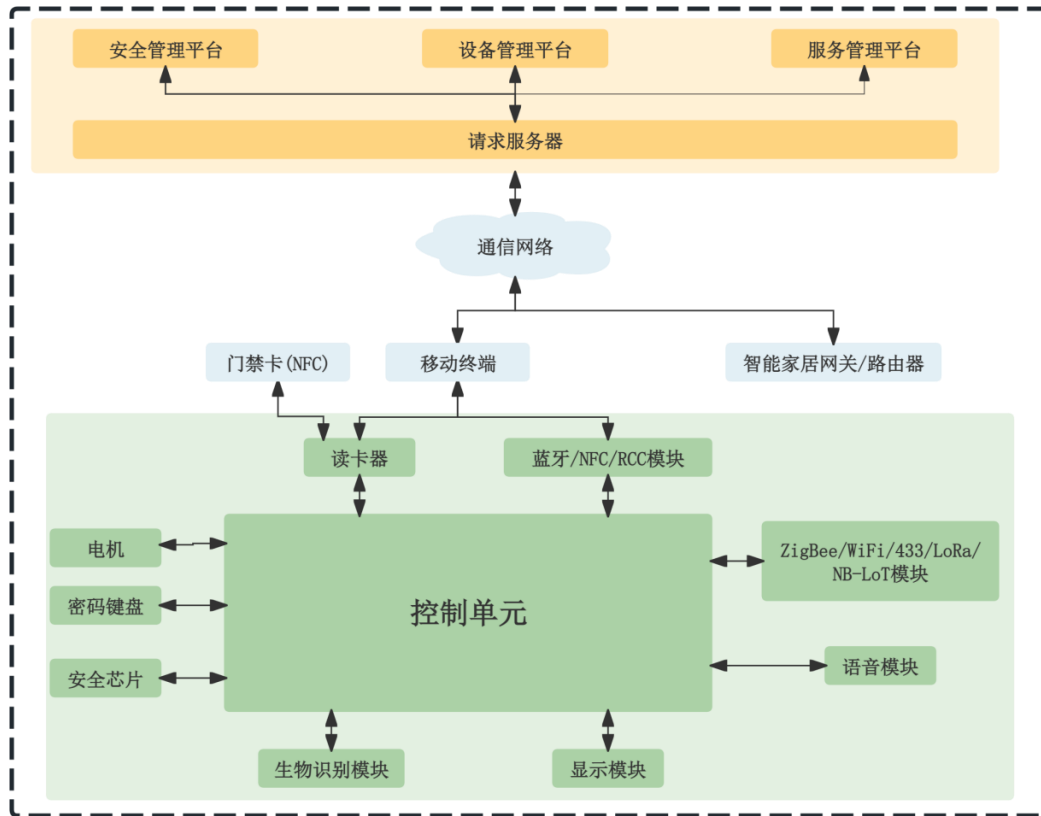 安全管理平台
设备管理平台
服务管理平台
请求服务器
通信网络
门禁卡(NFC)
移动终端
智能家居网关/路由器
读卡器
蓝牙/NFC/RCC模块
电机
密码键盘
安全芯片
控制单元
ZigBee/WiFi/433/LoRa/
NB-LoT模块
语音模块
生物识别模块
显示模块